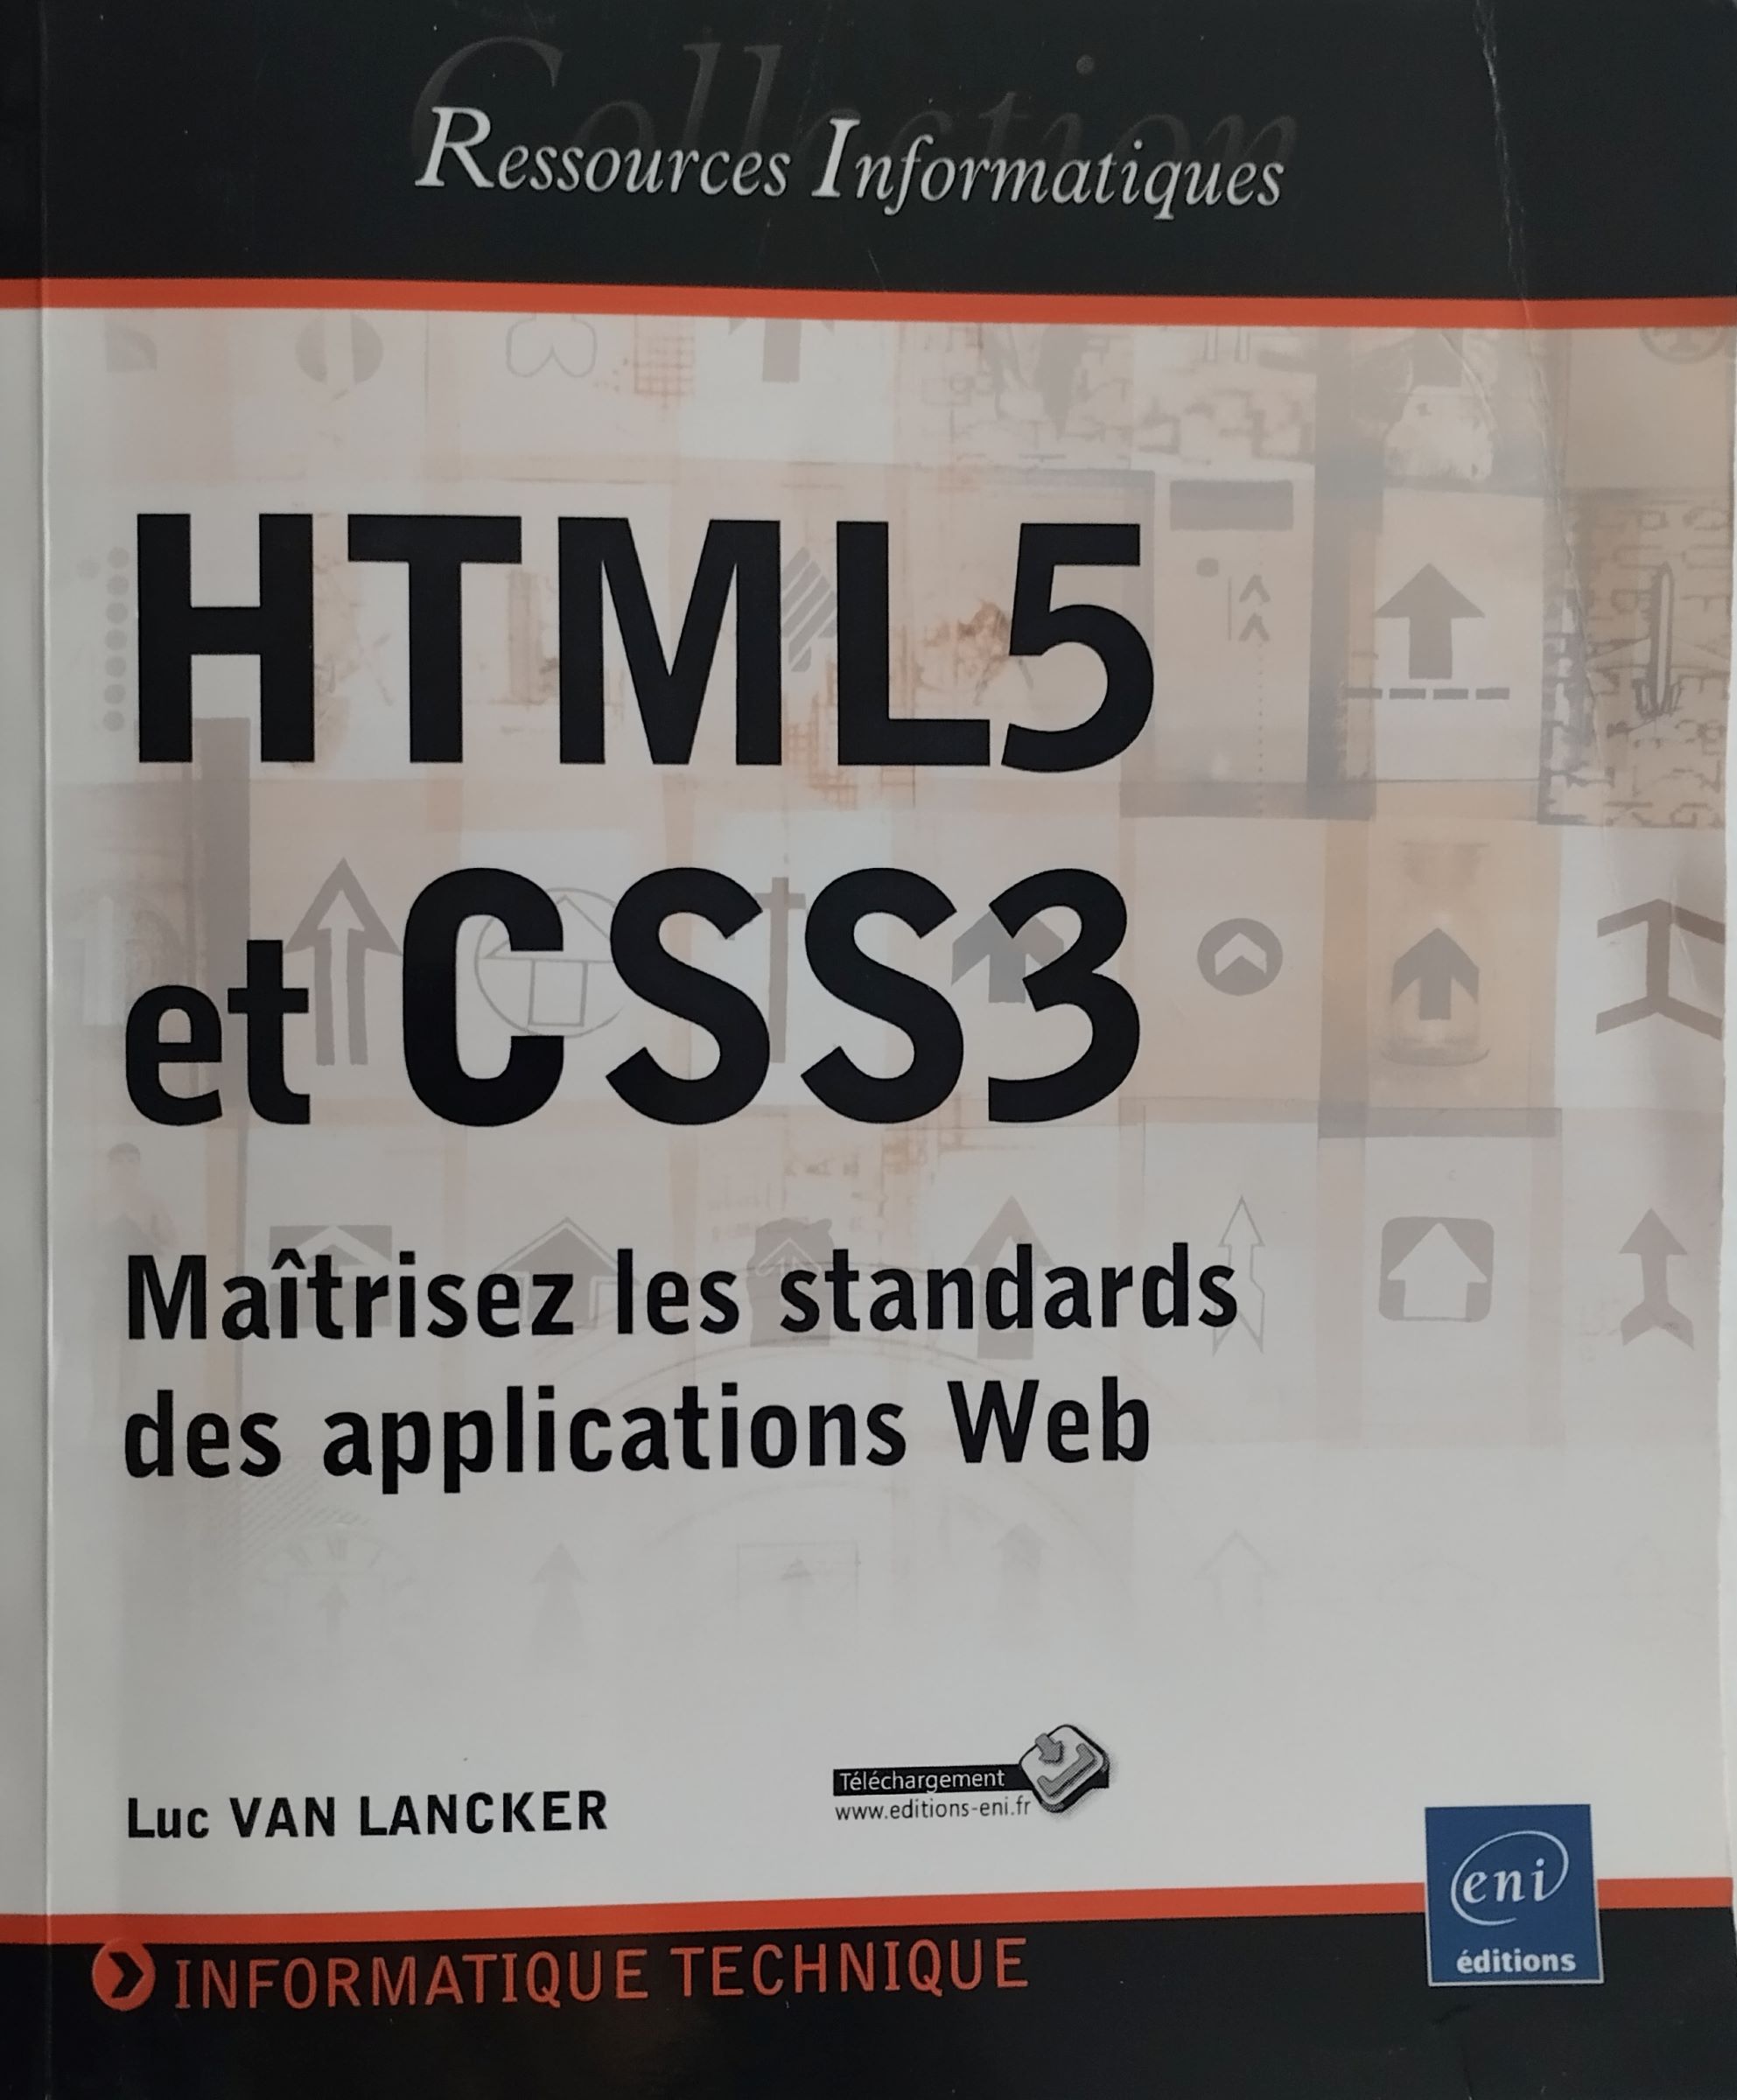 Collection
Ressources Informatiques
HTML5
et CSS3
Maîtrisez les standards
des applications Web
Luc VAN LANCKER
Téléchargement
www.editions-eni.fr
eni
éditions
INFORMATIQUE TECHNIQUE